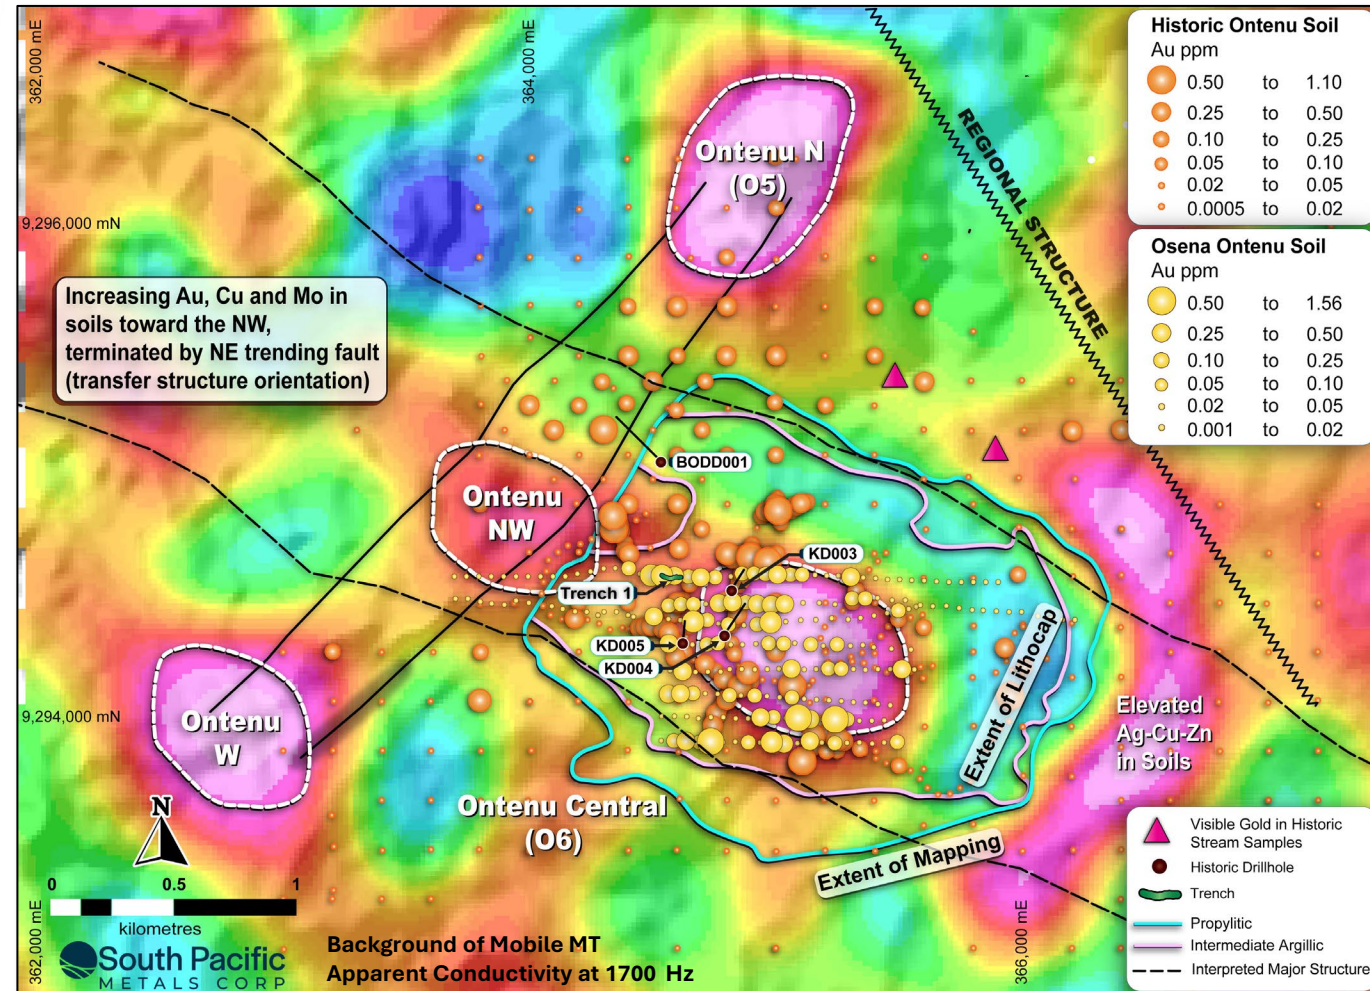 362,000 mE
364,000 mE
Historic Ontenu Soil
Au ppm
0.50 to 1.10
0.25 to 0.50
0.10 to 0.25
0.05 to 0.10
0.02 to 0.05
0.0005 to 0.02
Osena Ontenu Soil
Au ppm
0.50 to 1.56
0.25 to 0.50
0.10 to 0.25
0.05 to 0.10
0.02 to 0.05
0.001 to 0.02
REGIONAL STRUCTURE
Ontenu N
(O5)
9,296,000 mN
Increasing Au, Cu and Mo in
soils toward the NW,
terminated by NE trending fault
(transfer structure orientation)
BODD001
Ontenu
NW
KD003
Trench 1
KD005
KD004
Extent of Lithocap
Elevated
Ag-Cu-Zn
in Soils
9,294,000 mN
Ontenu
W
Ontenu Central
(O6)
Extent of Mapping
N
0 0.5 1
kilometres
362,000 mE
366,000 mE
South Pacific
METALS CORP
Background of Mobile MT
Apparent Conductivity at 1700 Hz
Visible Gold in Historic
Stream Samples
Historic Drillhole
Trench
Propylitic
Intermediate Argillic
Interpreted Major Structure